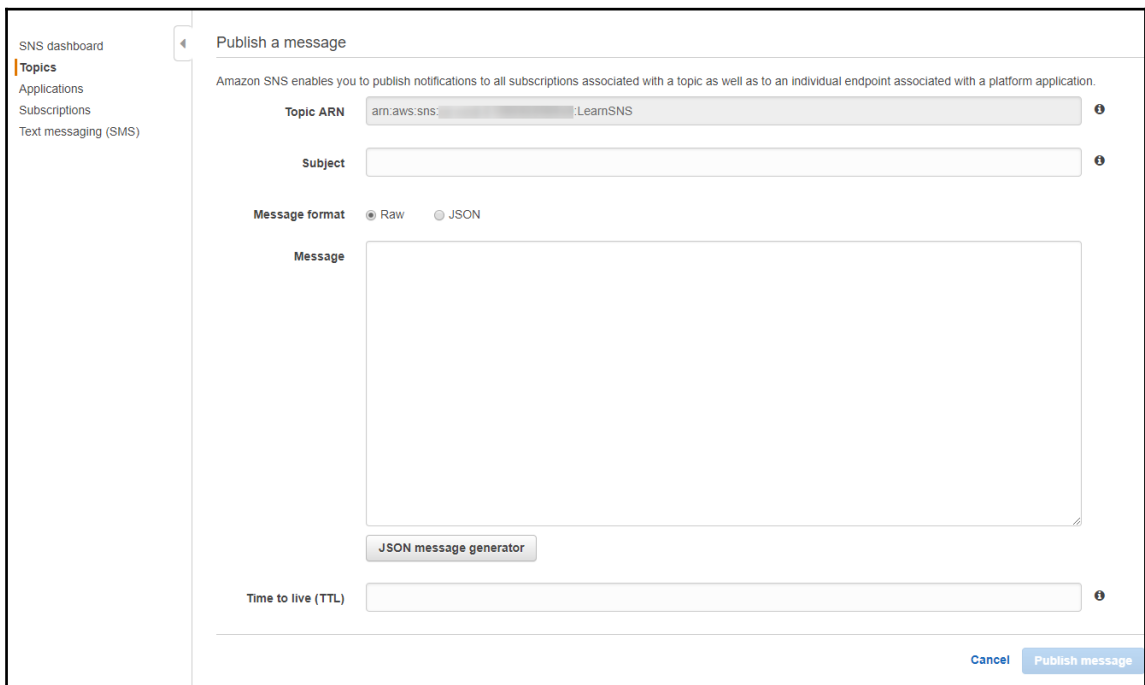 SNS dashboard
Topics
Applications
Subscriptions
Text messaging (SMS)
Publish a message
Amazon SNS enables you to publish notifications to all subscriptions associated with a topic as well as to an individual endpoint associated with a platform application.
Topic ARN arn:aws:sns: :LearnSNS
Subject
Message format Raw JSON
Message
JSON message generator
Time to live (TTL)
Cancel Publish message